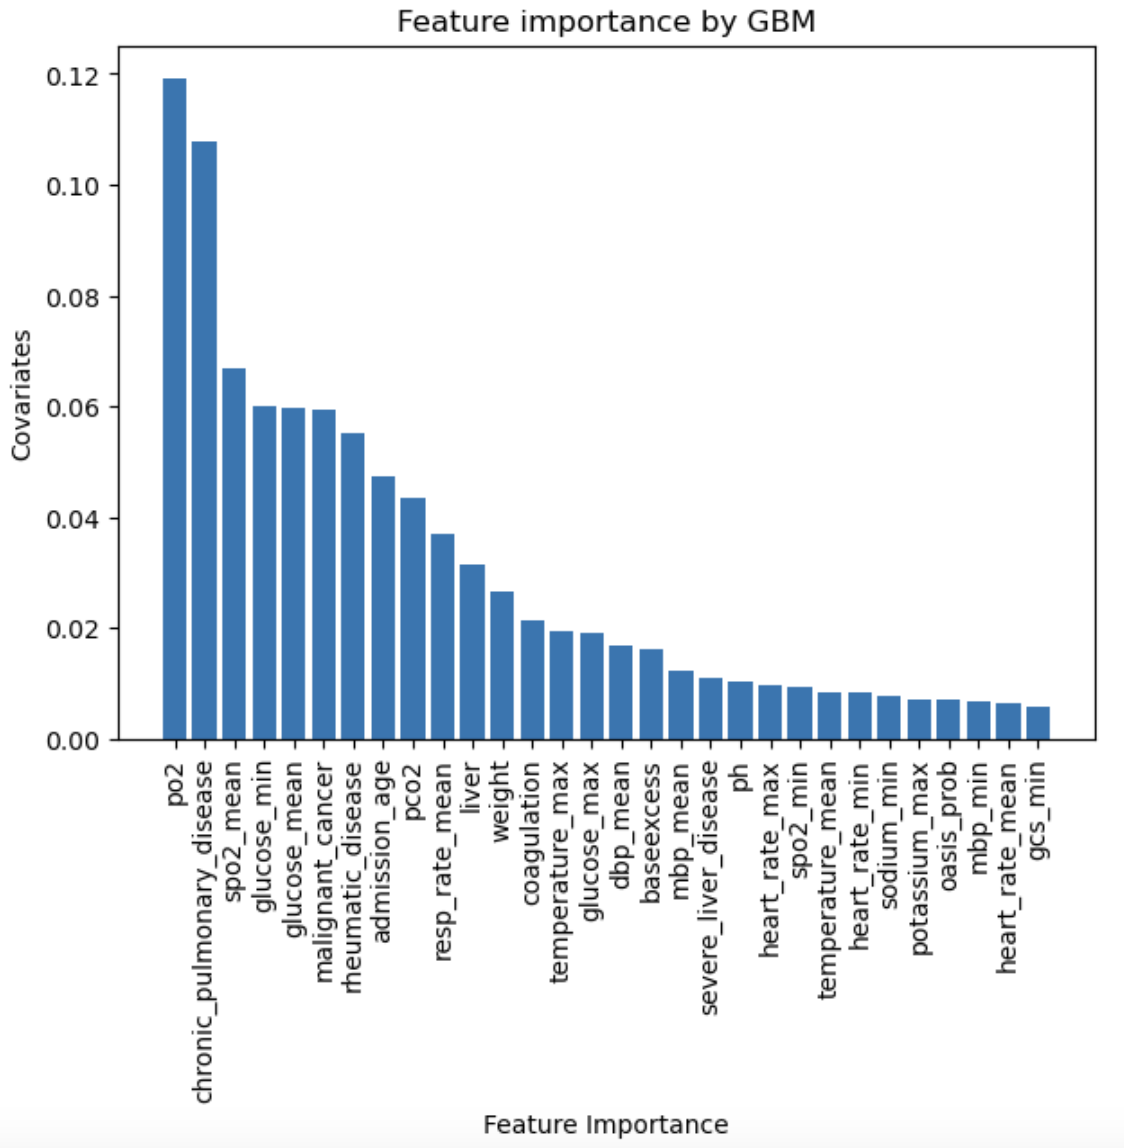 Feature importance by GBM
0.12
0.10
0.08
0.06
0.04
0.02
0.00
Covariates
po2
chronic_pulmonary_disease
spo2_mean
glucose_min
glucose_mean
malignant_cancer
rheumatic_disease
admission_age
pco2
resp_rate_mean
liver
weight
coagulation
temperature_max
glucose_max
dbp_mean
baseexcess
mbp_mean
severe_liver_disease
ph
heart_rate_max
spo2_min
temperature_mean
heart_rate_min
sodium_min
potassium_max
oasis_prob
mbp_min
heart_rate_mean
gcs_min
Feature Importance